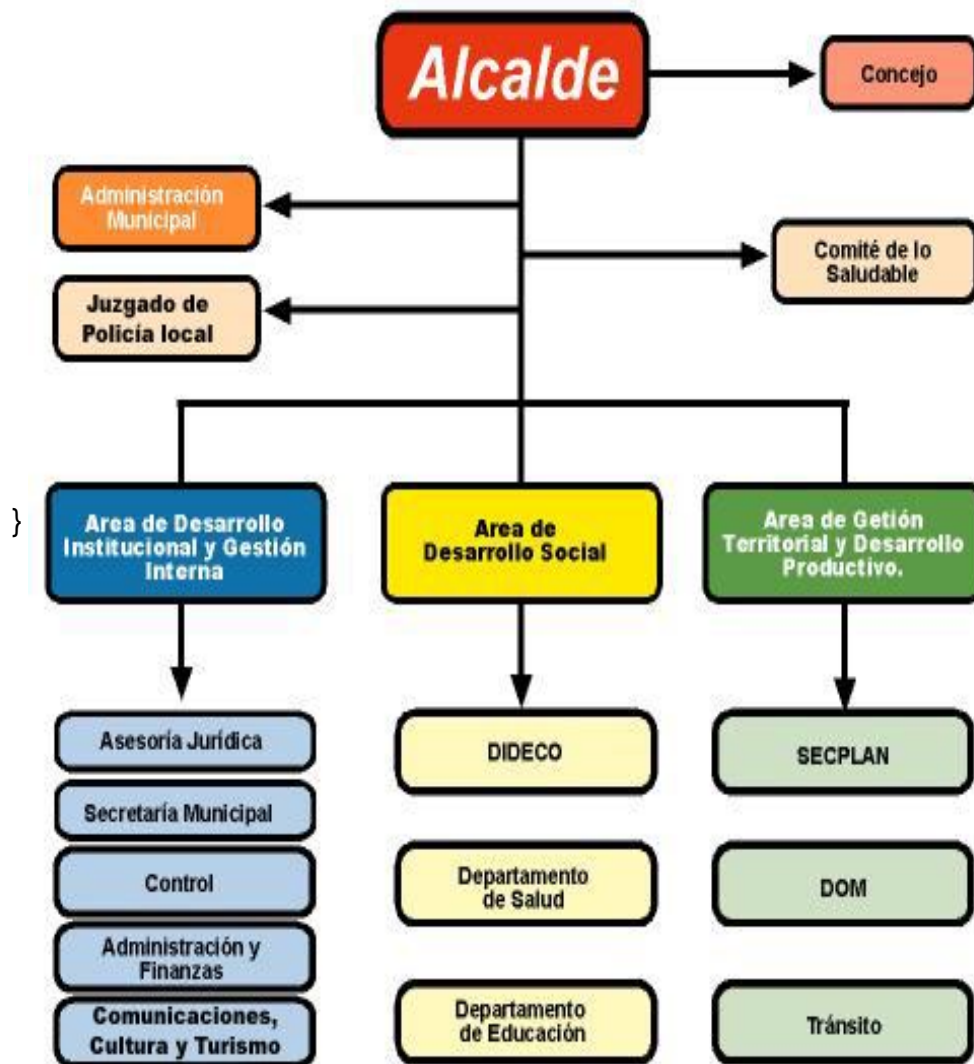 Alcalde
Concejo
Administración
Municipal
Comité de lo
Saludable
Juzgado de
Policía local
}
Area de Desarrollo
Institucional y Gestión
Interna
Area de
Desarrollo Social
Area de Getión
Territorial y Desarrollo
Productivo.
Asesoría Jurídica
Secretaría Municipal
Control
Administración y
Finanzas
Comunicaciones,
Cultura y Turismo
DIDECO
Departamento
de Salud
Departamento
de Educación
SECPLAN
DOM
Tránsito